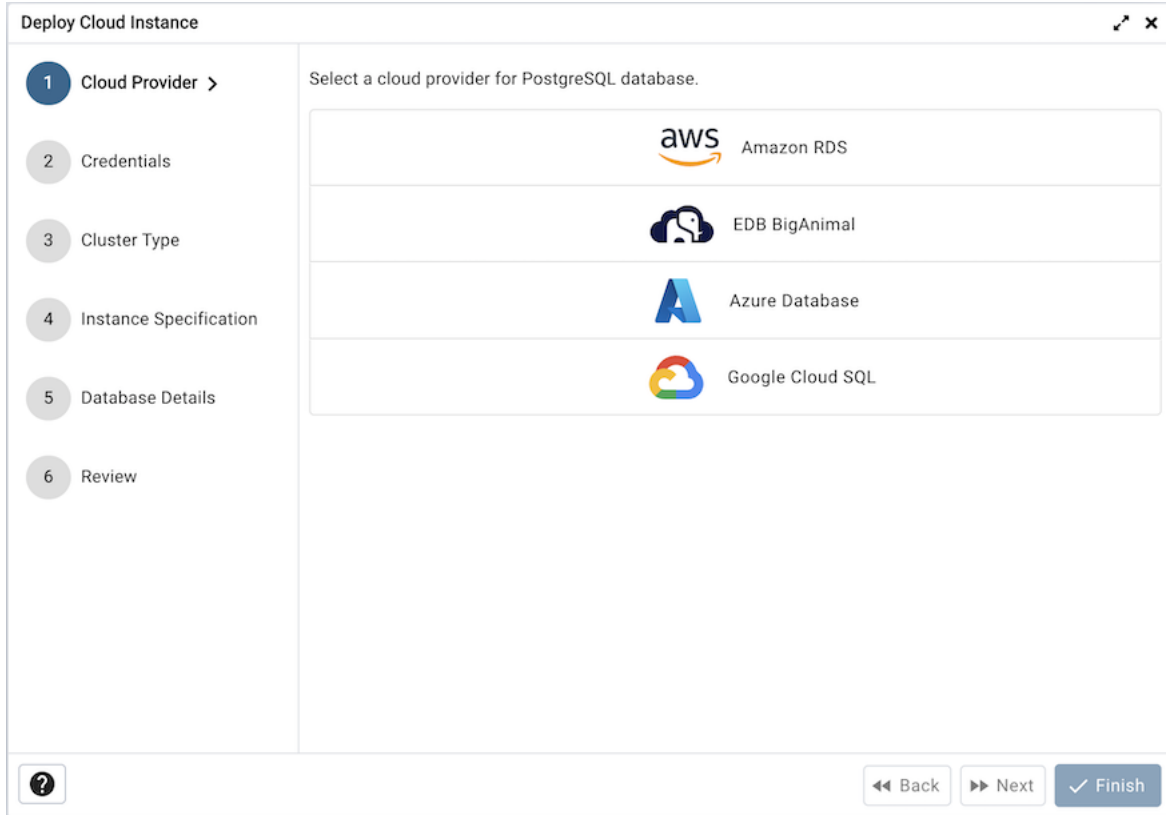 Deploy Cloud Instance
1 Cloud Provider
2 Credentials
3 Cluster Type
4 Instance Specification
5 Database Details
6 Review
Select a cloud provider for PostgreSQL database.
aws Amazon RDS
EDB BigAnimal
Azure Database
Google Cloud SQL
?
Back
Next
Finish